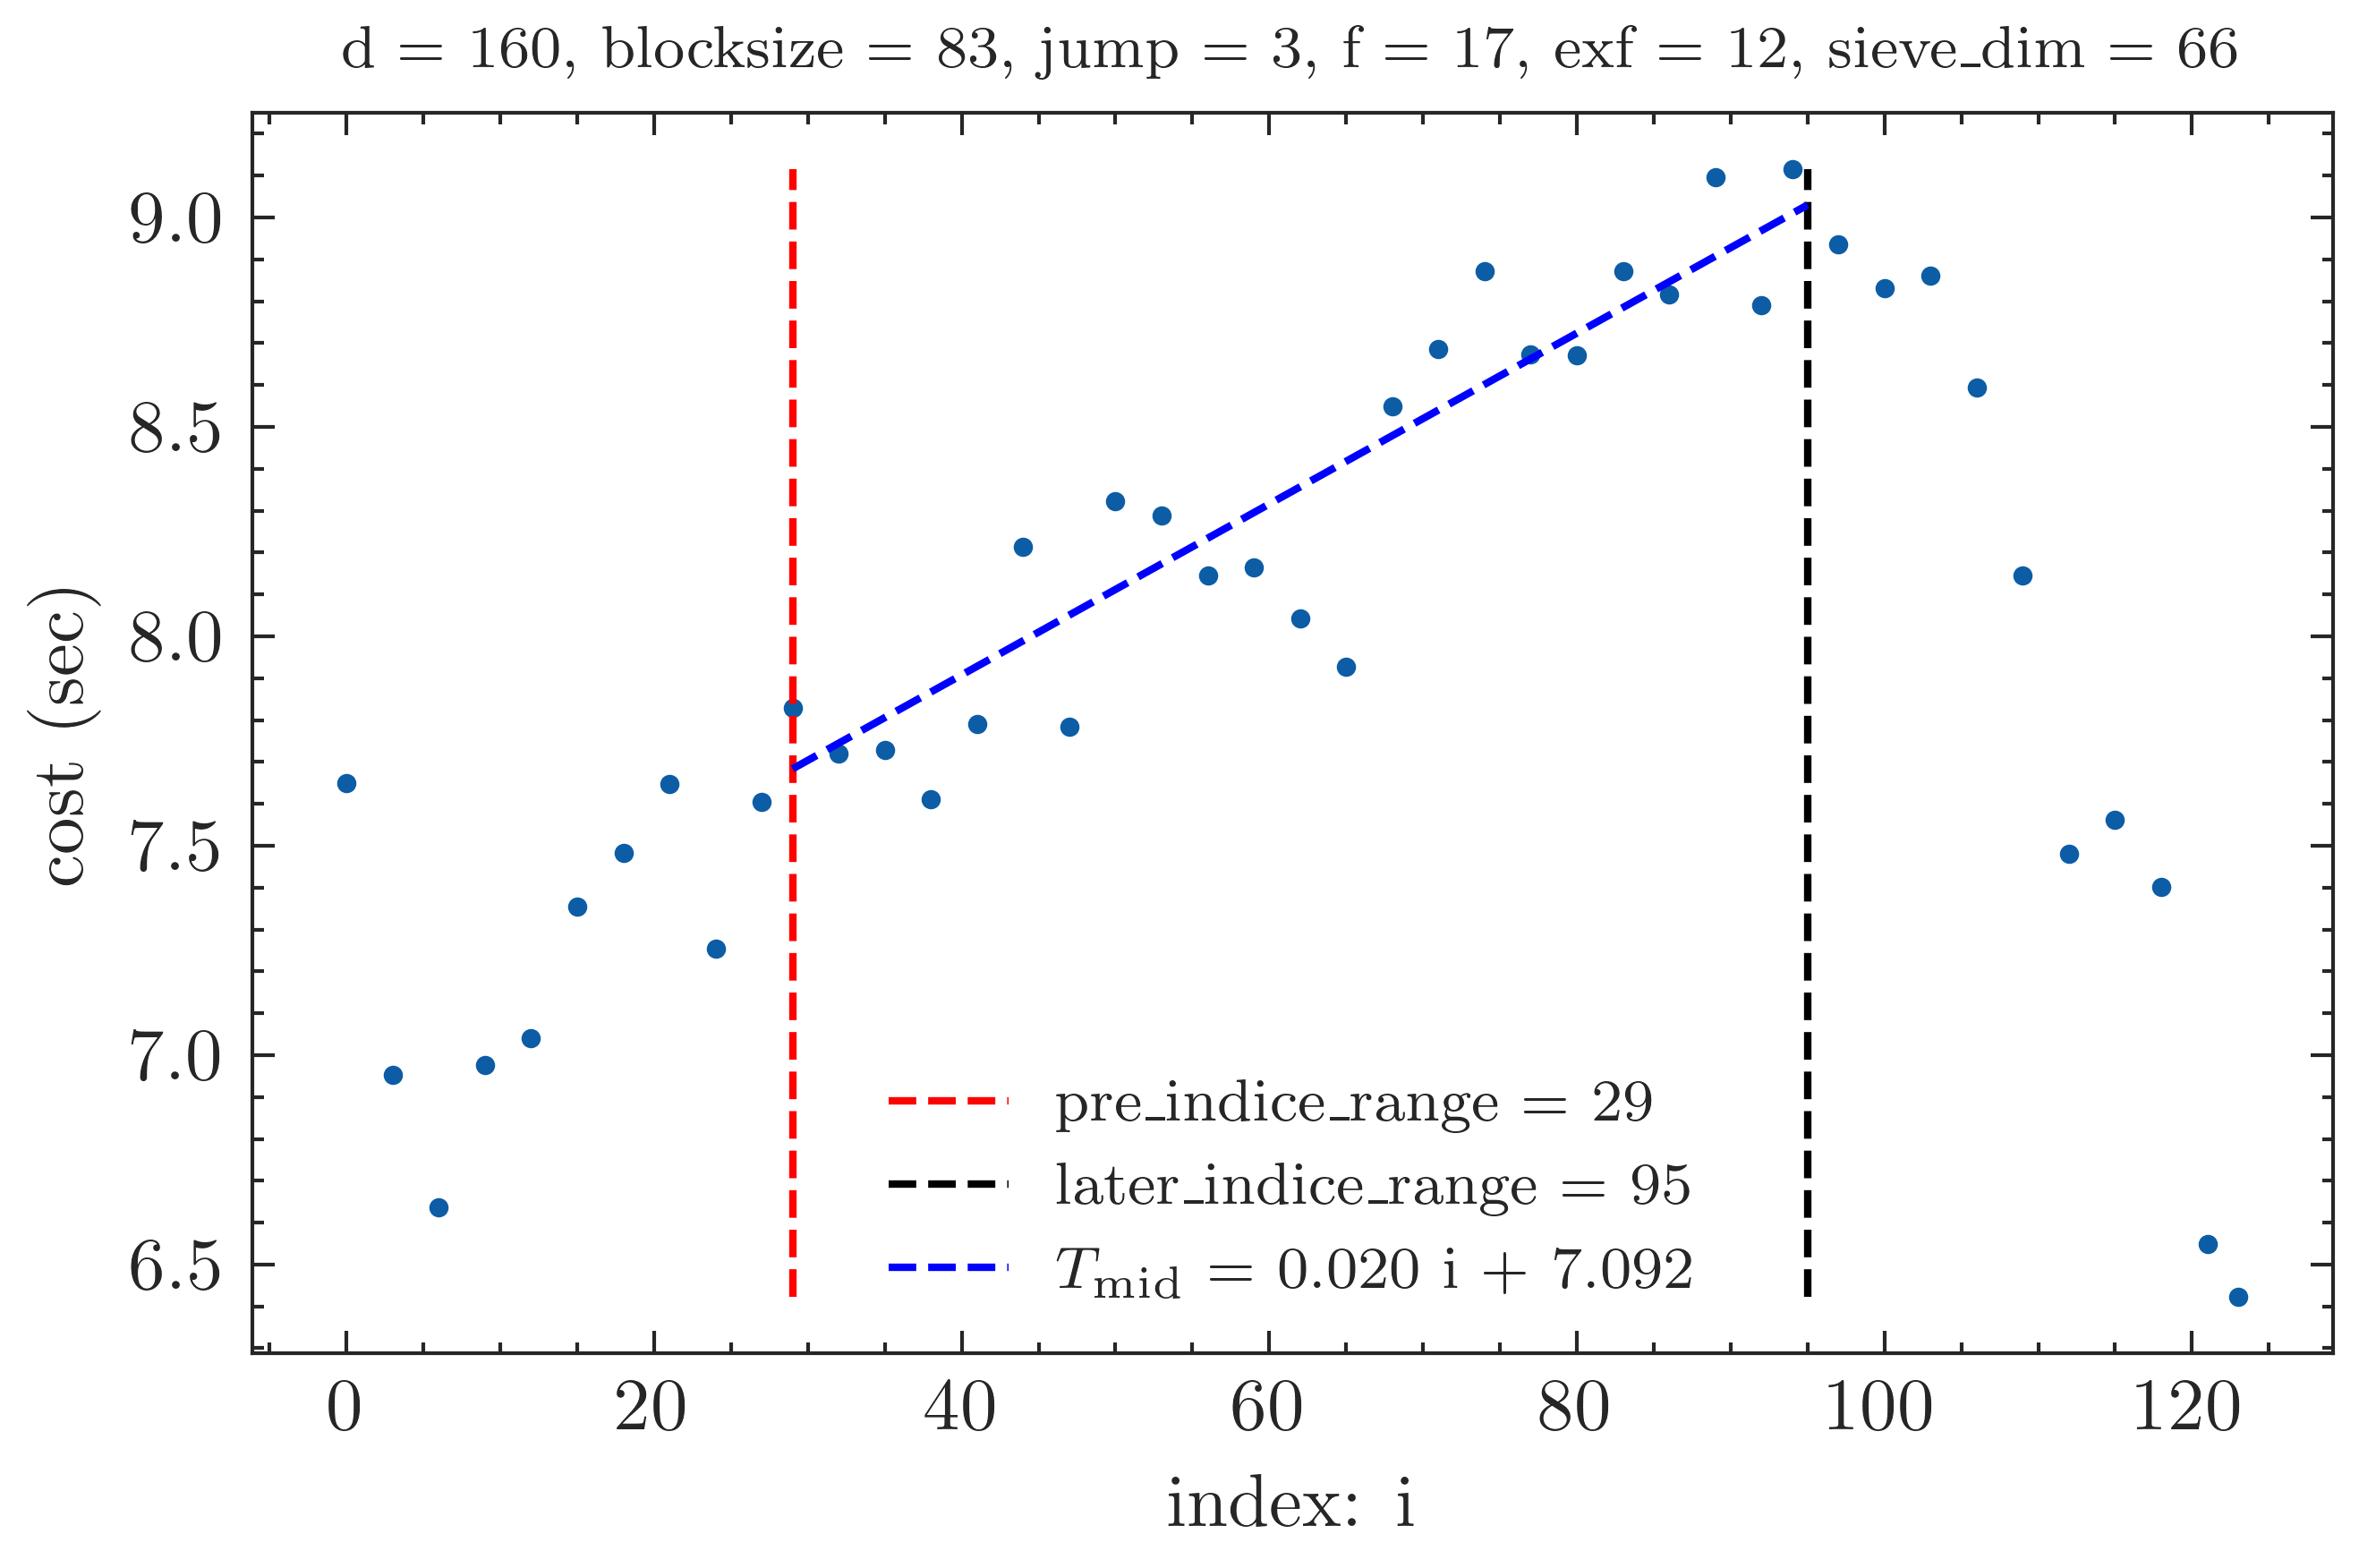 d = 160, blocksize = 83, jump = 3, f = 17, exf = 12, sieve_dim = 66
9.0
8.5
8.0
7.5
7.0
6.5
cost (sec)
pre_indice_range = 29
later_indice_range = 95
T_mid = 0.020 i + 7.092
0 20 40 60 80 100 120
index: i